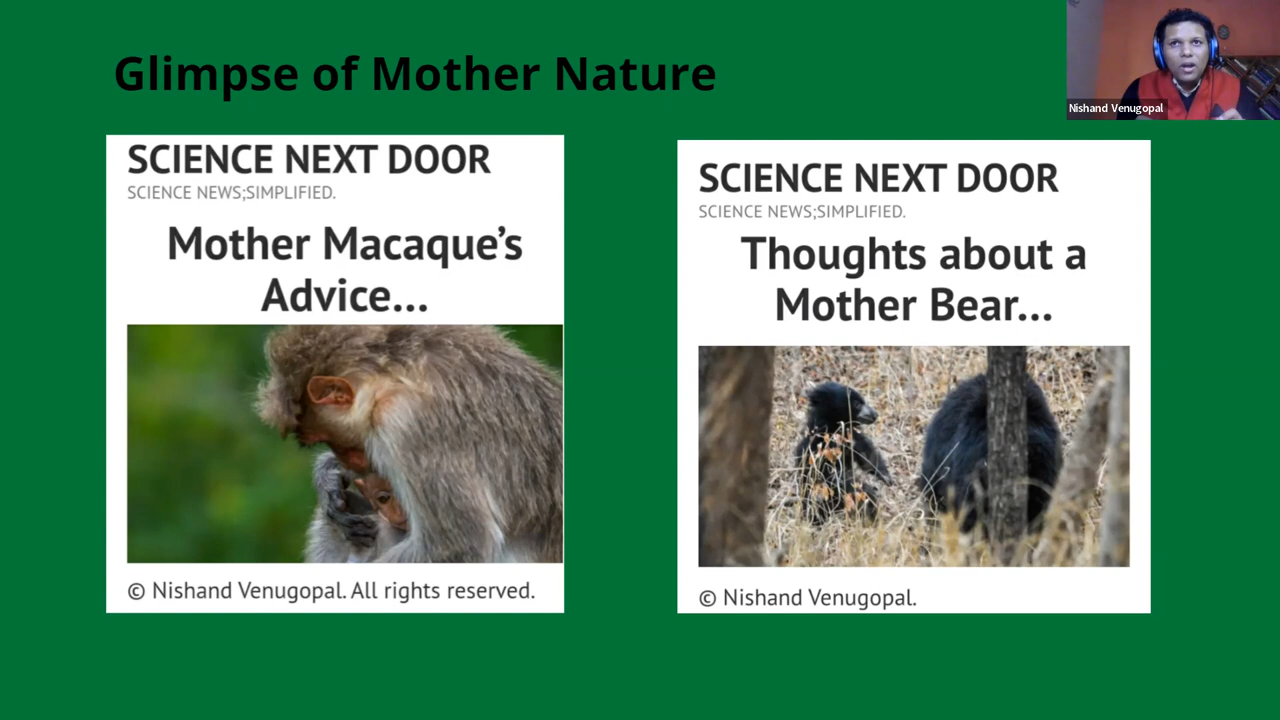 Glimpse of Mother Nature
Nishand Venugopal
SCIENCE NEXT DOOR
SCIENCE NEWS;SIMPLIFIED.
Mother Macaque’s
Advice...
© Nishand Venugopal. All rights reserved.
SCIENCE NEXT DOOR
SCIENCE NEWS;SIMPLIFIED.
Thoughts about a
Mother Bear...
© Nishand Venugopal.